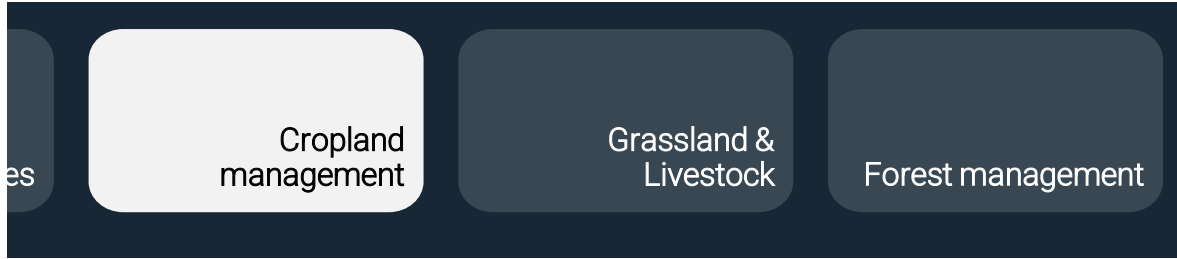 es
Cropland
management
Grassland &
Livestock
Forest management